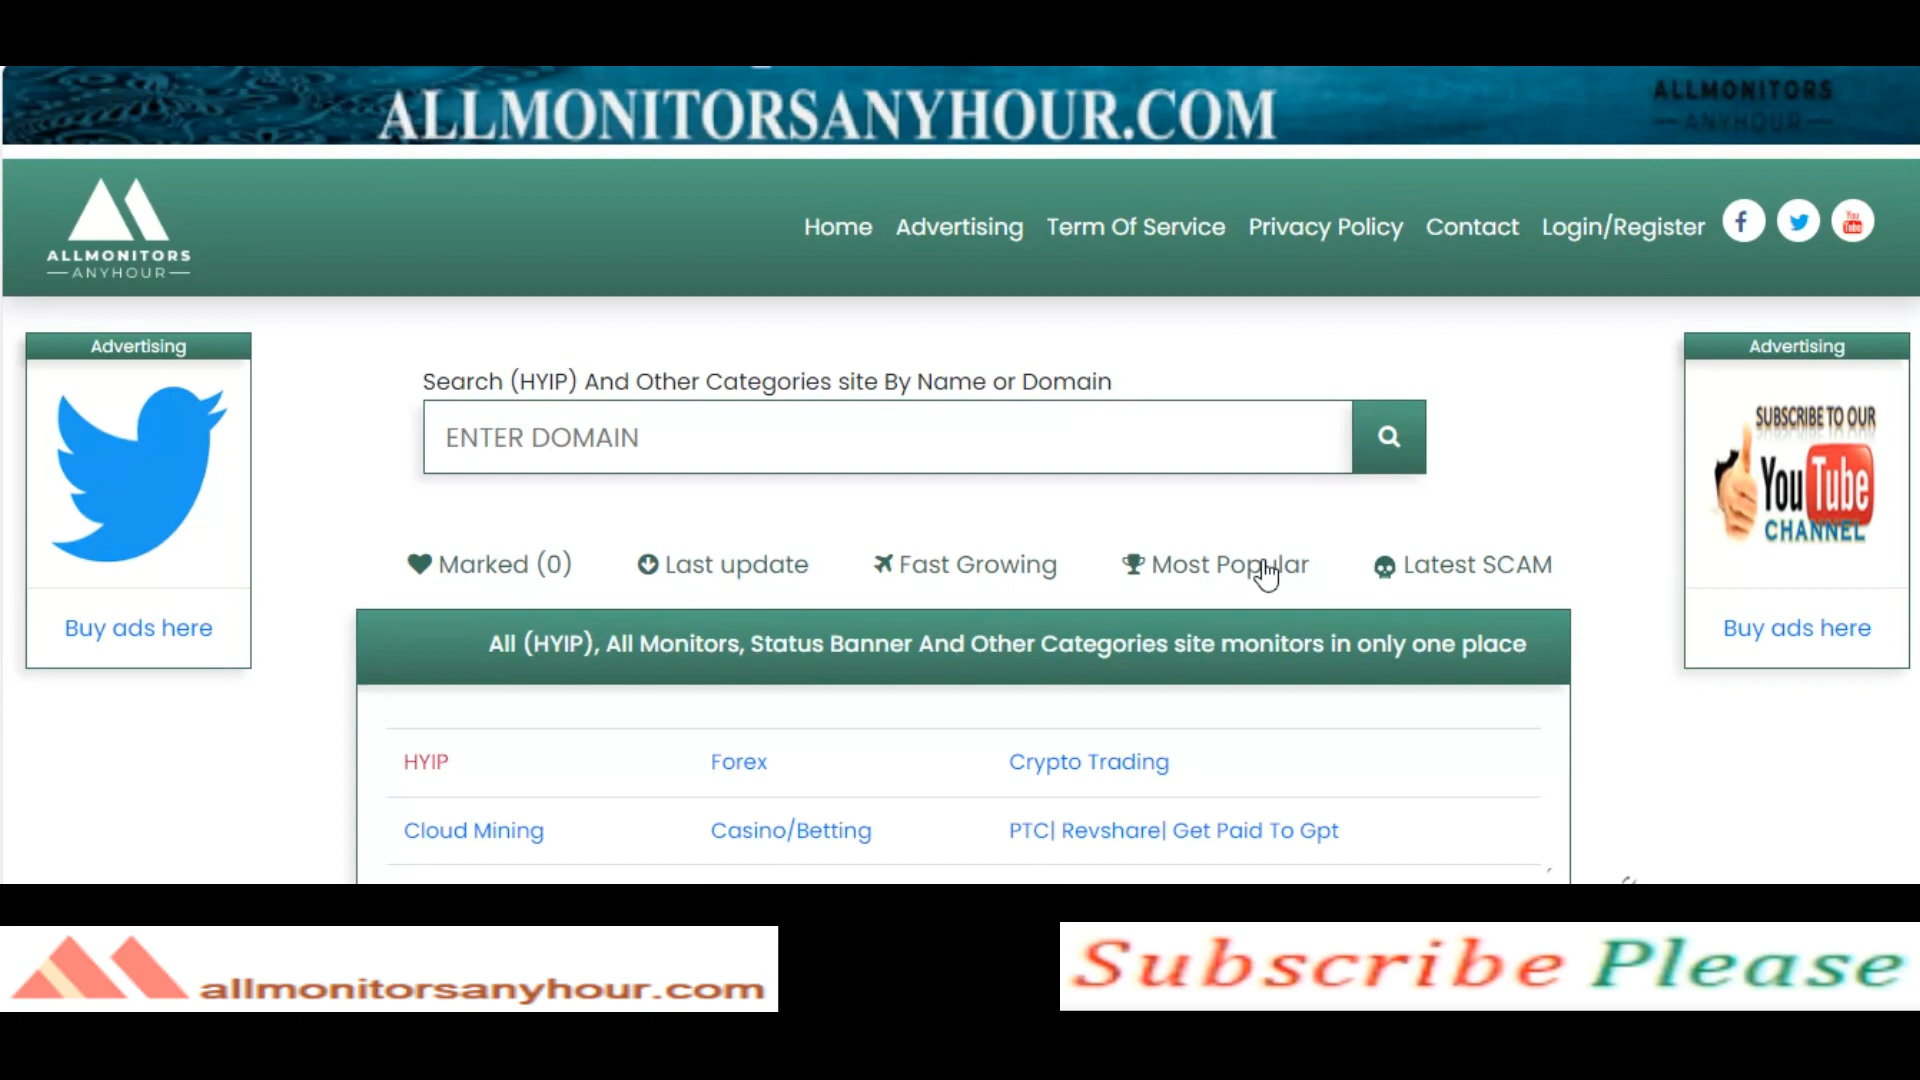 ALLMONITORSANYHOUR.COM
ALLMONITORS
ANYHOUR
ALLMONITORS
ANYHOUR
Home Advertising Term Of Service Privacy Policy Contact Login/Register
You Tube
Advertising
Buy ads here
Search (HYIP) And Other Categories site By Name or Domain
ENTER DOMAIN
Advertising
SUBSCRIBE TO OUR
YouTube
CHANNEL
Buy ads here
Marked (0) Last update Fast Growing Most Popular Latest SCAM
All (HYIP), All Monitors, Status Banner And Other Categories site monitors in only one place
HYIP Forex Crypto Trading
Cloud Mining Casino/Betting PTC| Revshare| Get Paid To Gpt
allmonitorsanyhour.com
Subscribe Please